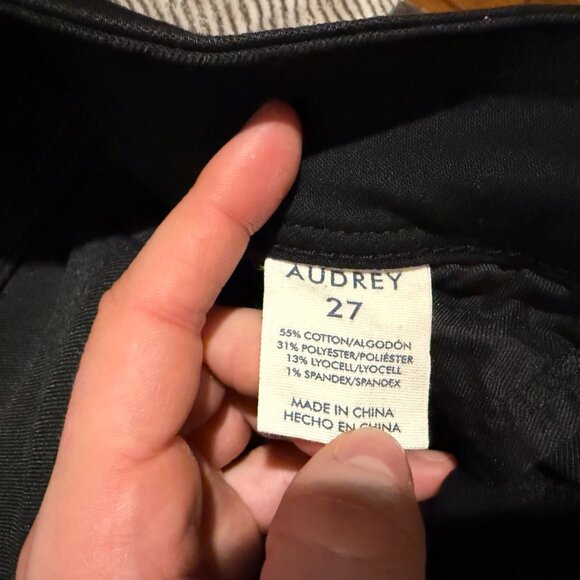 AUDREY
27
55% COTTON/ALGODÓN
31% POLYESTER/POLIÉSTER
13% LYOCELL/LYOCELL
1% SPANDEX/SPANDEX
MADE IN CHINA
HECHO EN CHINA